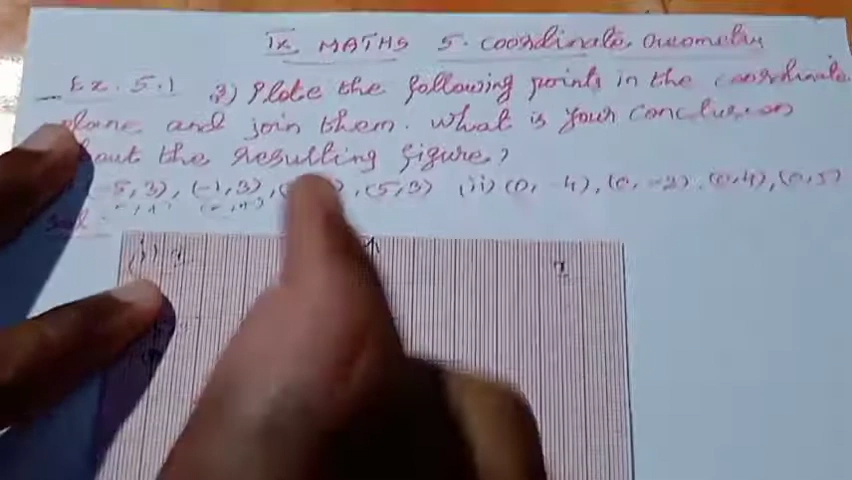 IX MATHS 5. Coordinate Geometry
Ex. 5.1 3) Plote the following points in the coordinate
plane and join them. What is your conclusion
about the resulting figure?
-5, 3), (-1, 3), (5, 3) (ii) (0, -4), (0, -2), (0, 4), (0, 5)
Sol:
(i)